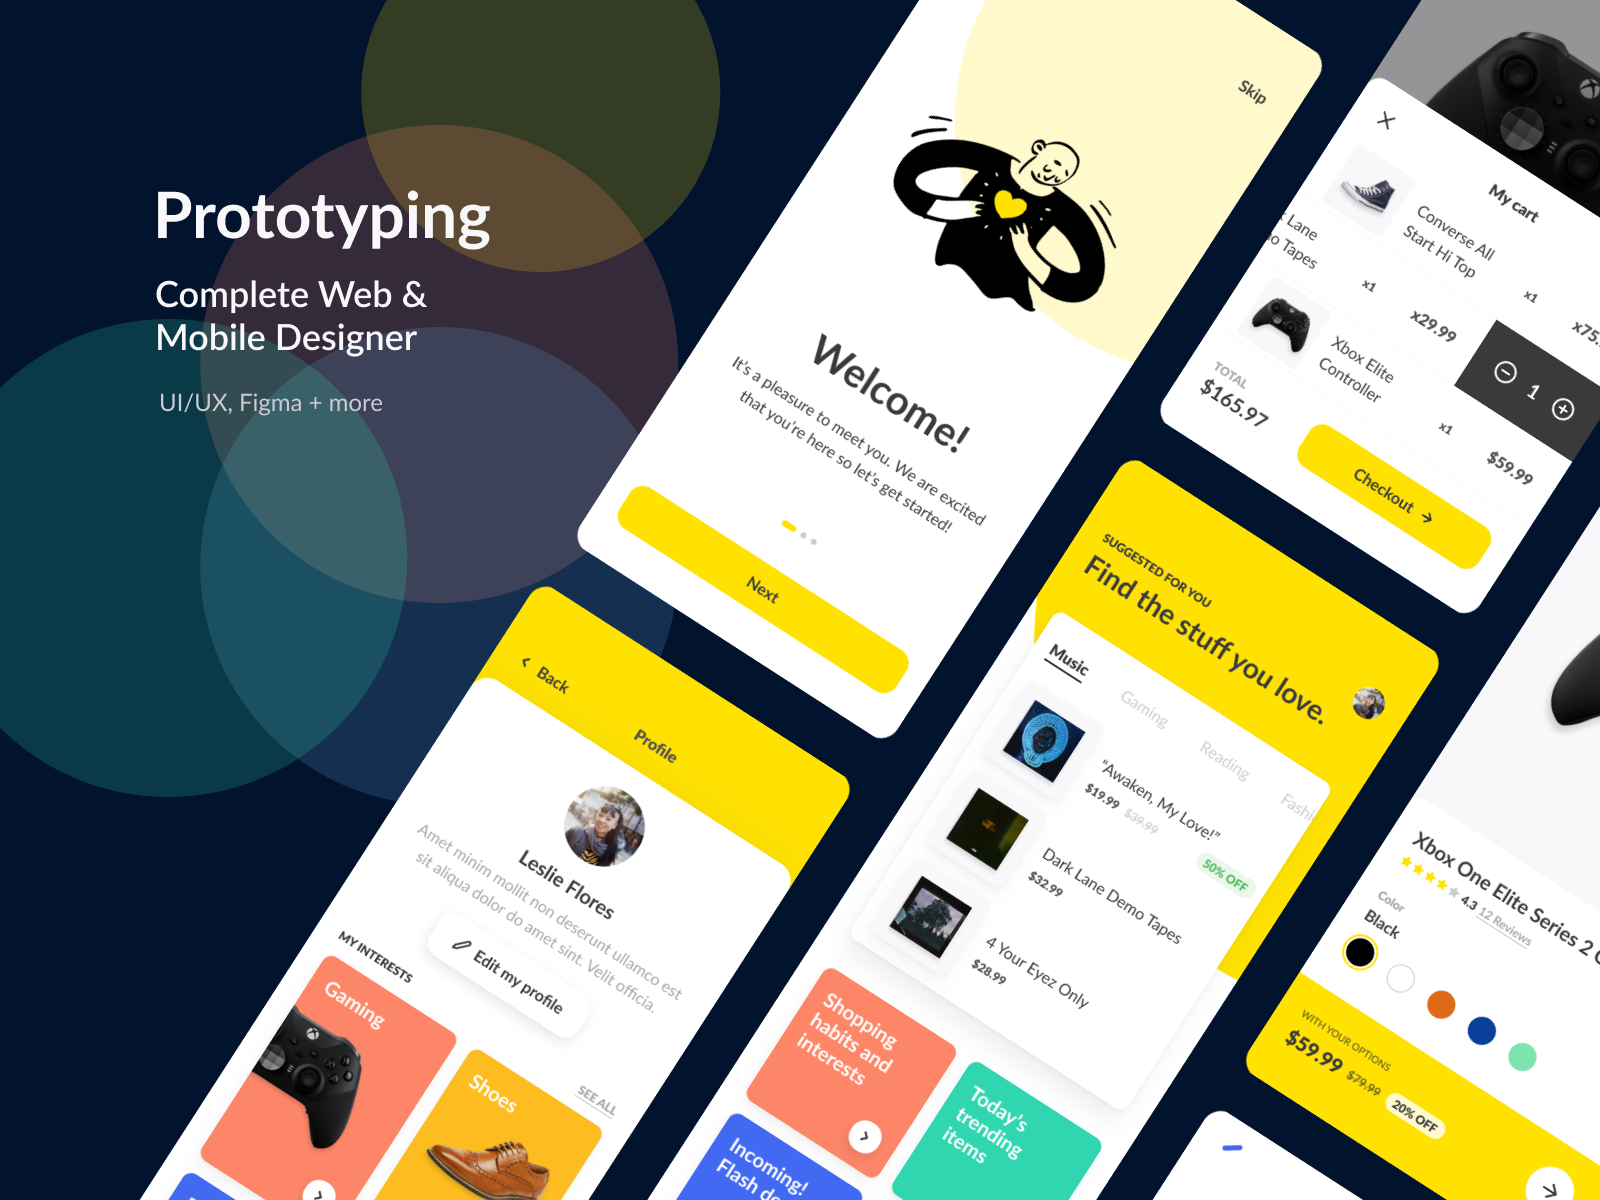 Prototyping
Complete Web &
Mobile Designer
UI/UX, Figma + more
Skip
Welcome!
It's a pleasure to meet you. We are excited
that you're here so let's get started!
Next
My cart
Converse All
Start Hi Top
x1
x75.
Lane
Tapes
x1
x29.99
1
Xbox Elite
Controller
x1
$59.99
TOTAL
$165.97
Checkout
Back
Profile
Leslie Flores
Amet minim mollit non deserunt ullamco est
sit aliqua dolor do amet sint. Velit officia.
Edit my profile
MY INTERESTS
SEE ALL
Gaming
Shoes
SUGGESTED FOR YOU
Find the stuff you love.
Music
Gaming
Reading
Fashi
"Awaken, My Love!"
$19.99 $39.99
50% OFF
Dark Lane Demo Tapes
$32.99
4 Your Eyez Only
$28.99
Shopping
habits and
interests
Today's
trending
items
Incoming!
Flash de
Xbox One Elite Series 2 C
4.3 12 Reviews
Color
Black
WITH YOUR OPTIONS
$59.99 $79.99 20% OFF